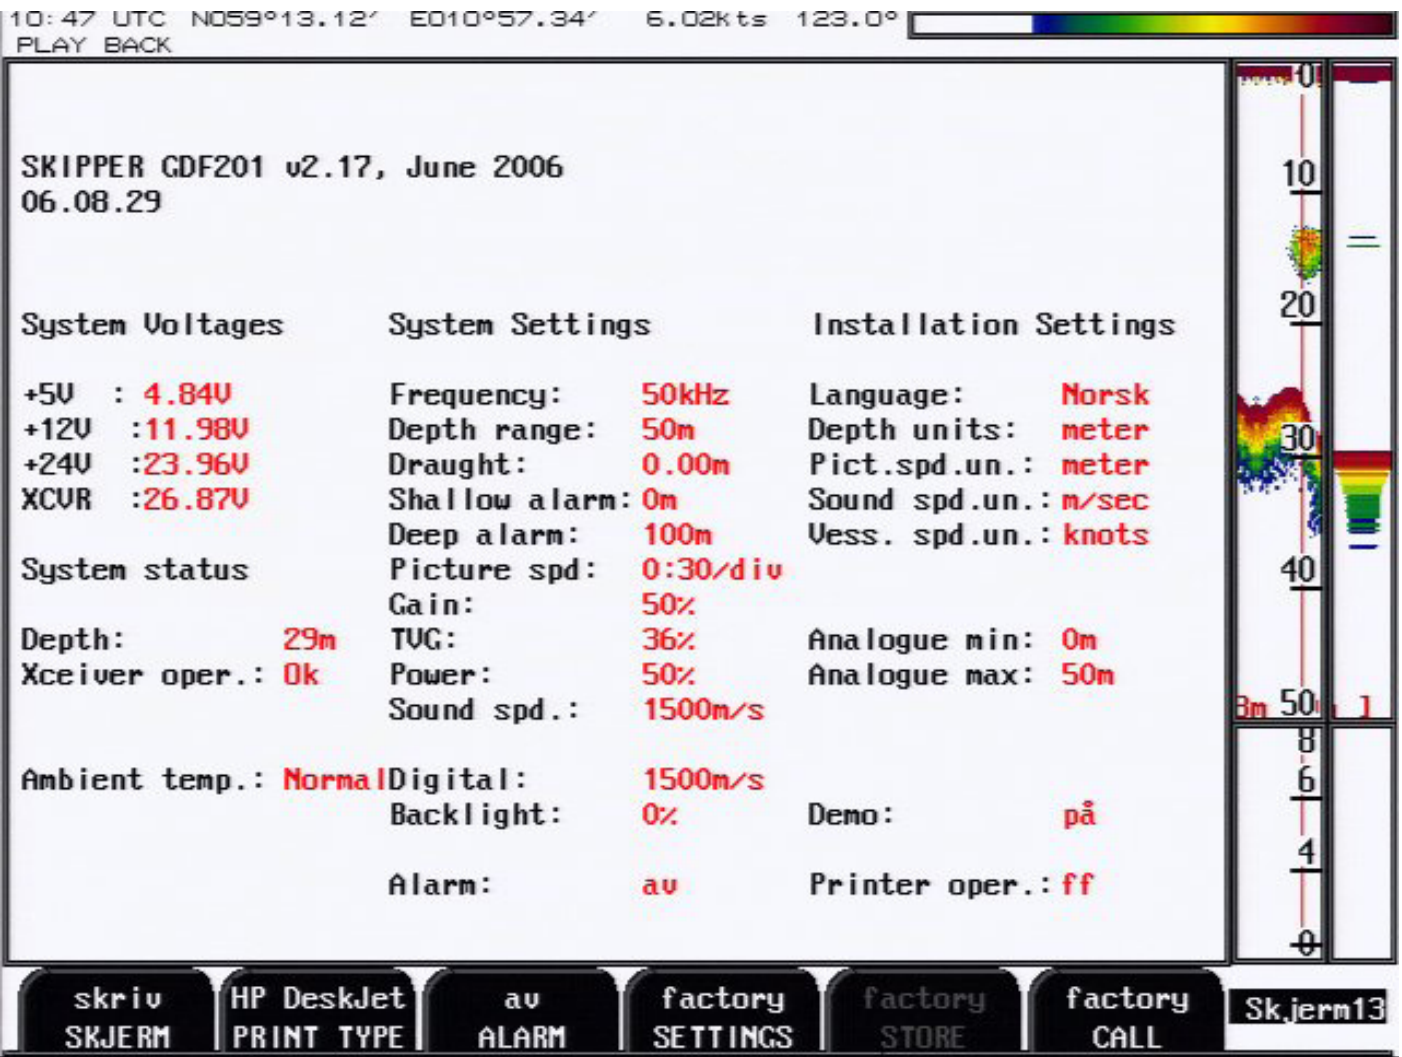 10:47 UTC N059°13.12′ E010°57.34′ 6.02kts 123.0°
PLAY BACK
SKIPPER GDF201 v2.17, June 2006
06.08.29
System Voltages System Settings Installation Settings
+5V : 4.84V Frequency: 50kHz Language: Norsk
+12V :11.98V Depth range: 50m Depth units: meter
+24V :23.96V Draught: 0.00m Pict.spd.un.: meter
XCVR :26.87V Shallow alarm: 0m Sound spd.un.: m/sec
Deep alarm: 100m Vess. spd.un.: knots
System status Picture spd: 0:30/div
Gain: 50%
Depth: 29m TVG: 36% Analogue min: 0m
Xceiver oper.: Ok Power: 50% Analogue max: 50m
Sound spd.: 1500m/s
Ambient temp.: Normal Digital: 1500m/s
Backlight: 0% Demo: på
Alarm: av Printer oper.: ff
0
10
20
30
40
50
8
6
4
0
skriv HP DeskJet av factory factory factory
SKJERM PRINT TYPE ALARM SETTINGS STORE CALL
Skjerm13